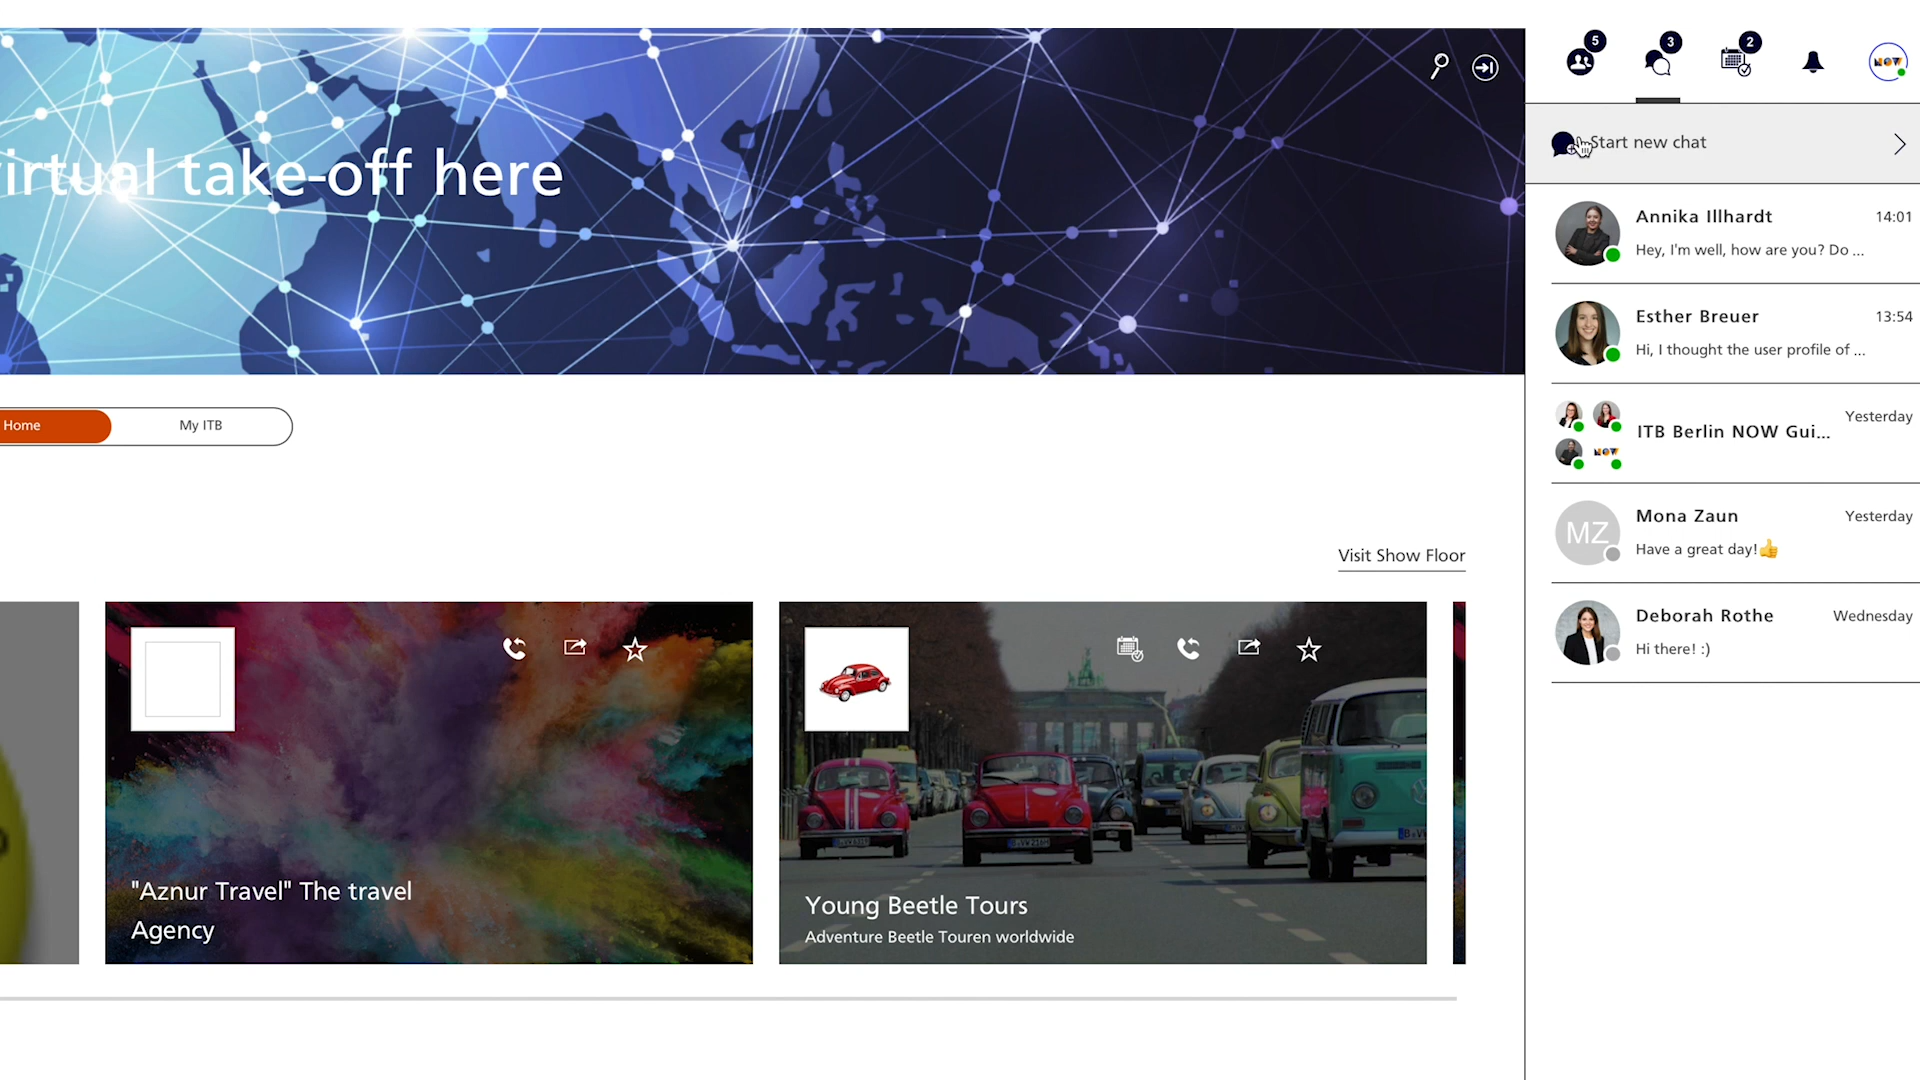 virtual take-off here
5
3
2
NOW
Start new chat
Annika Illhardt
14:01
Hey, I'm well, how are you? Do ...
Esther Breuer
13:54
Hi, I thought the user profile of ...
ITB Berlin NOW Gui...
Yesterday
NOW
MZ
Mona Zaun
Yesterday
Have a great day!👍
Deborah Rothe
Wednesday
Hi there! :)
Home
My ITB
Visit Show Floor
"Aznur Travel" The travel
Agency
Young Beetle Tours
Adventure Beetle Touren worldwide